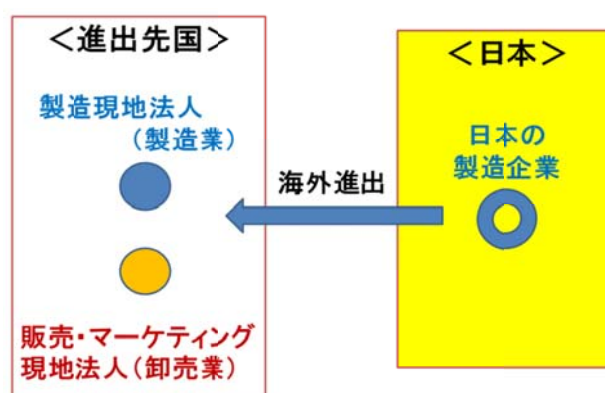 ＜進出先国＞
製造現地法人
（製造業）
販売・マーケティング
現地法人（卸売業）
海外進出
＜日本＞
日本の
製造企業